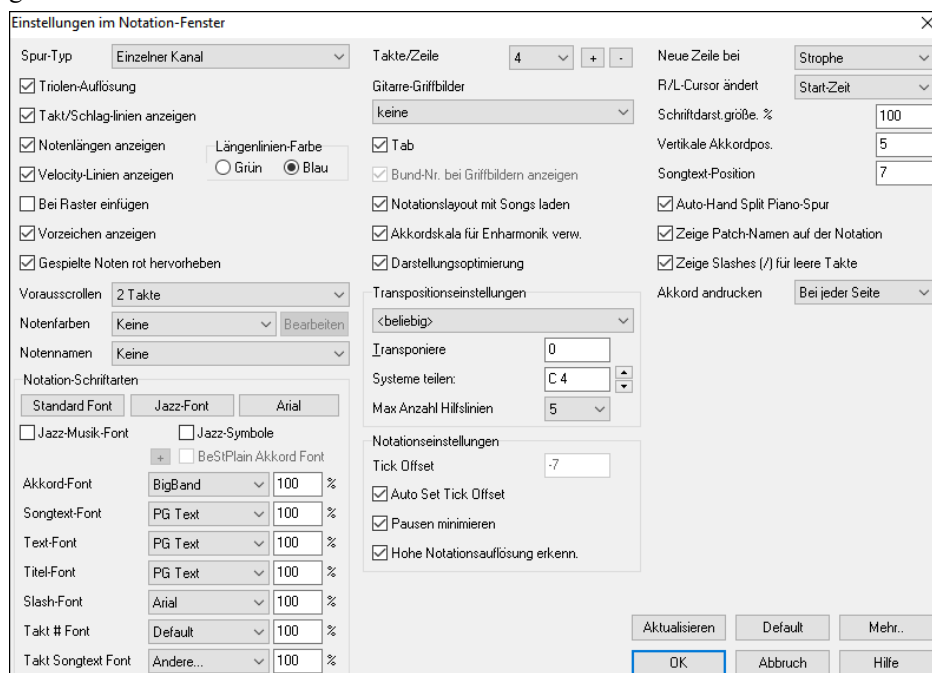 Einstellungen im Notation-Fenster
Spur-Typ Einzelner Kanal
Triolen-Auflösung
Takt/Schlag-linien anzeigen
Notenlängen anzeigen
Längenlinien-Farbe
Grün Blau
Velocity-Linien anzeigen
Bei Raster einfügen
Vorzeichen anzeigen
Gespielte Noten rot hervorheben
Vorausscrollen 2 Takte
Notenfarben Keine Bearbeiten
Notennamen Keine
Notation-Schriftarten
Standard Font Jazz-Font Arial
Jazz-Musik-Font Jazz-Symbole
+ BeStPlain Akkord Font
Akkord-Font BigBand 100 %
Songtext-Font PG Text 100 %
Text-Font PG Text 100 %
Titel-Font PG Text 100 %
Slash-Font Arial 100 %
Takt # Font Default 100 %
Takt Songtext Font Andere... 100 %
Takte/Zeile 4 + -
Gitarre-Griffbilder
keine
Tab
Bund-Nr. bei Griffbildern anzeigen
Notationslayout mit Songs laden
Akkordskala für Enharmonik verw.
Darstellungsoptimierung
Transpositionseinstellungen
<beliebig>
Transponiere 0
Systeme teilen: C 4
Max Anzahl Hilfslinien 5
Notationseinstellungen
Tick Offset -7
Auto Set Tick Offset
Pausen minimieren
Hohe Notationsauflösung erkenn.
Neue Zeile bei Strophe
R/L-Cursor ändert Start-Zeit
Schriftdarst.größe. % 100
Vertikale Akkordpos. 5
Songtext-Position 7
Auto-Hand Split Piano-Spur
Zeige Patch-Namen auf der Notation
Zeige Slashes (/) für leere Takte
Akkord andrucken Bei jeder Seite
Aktualisieren Default Mehr..
OK Abbruch Hilfe